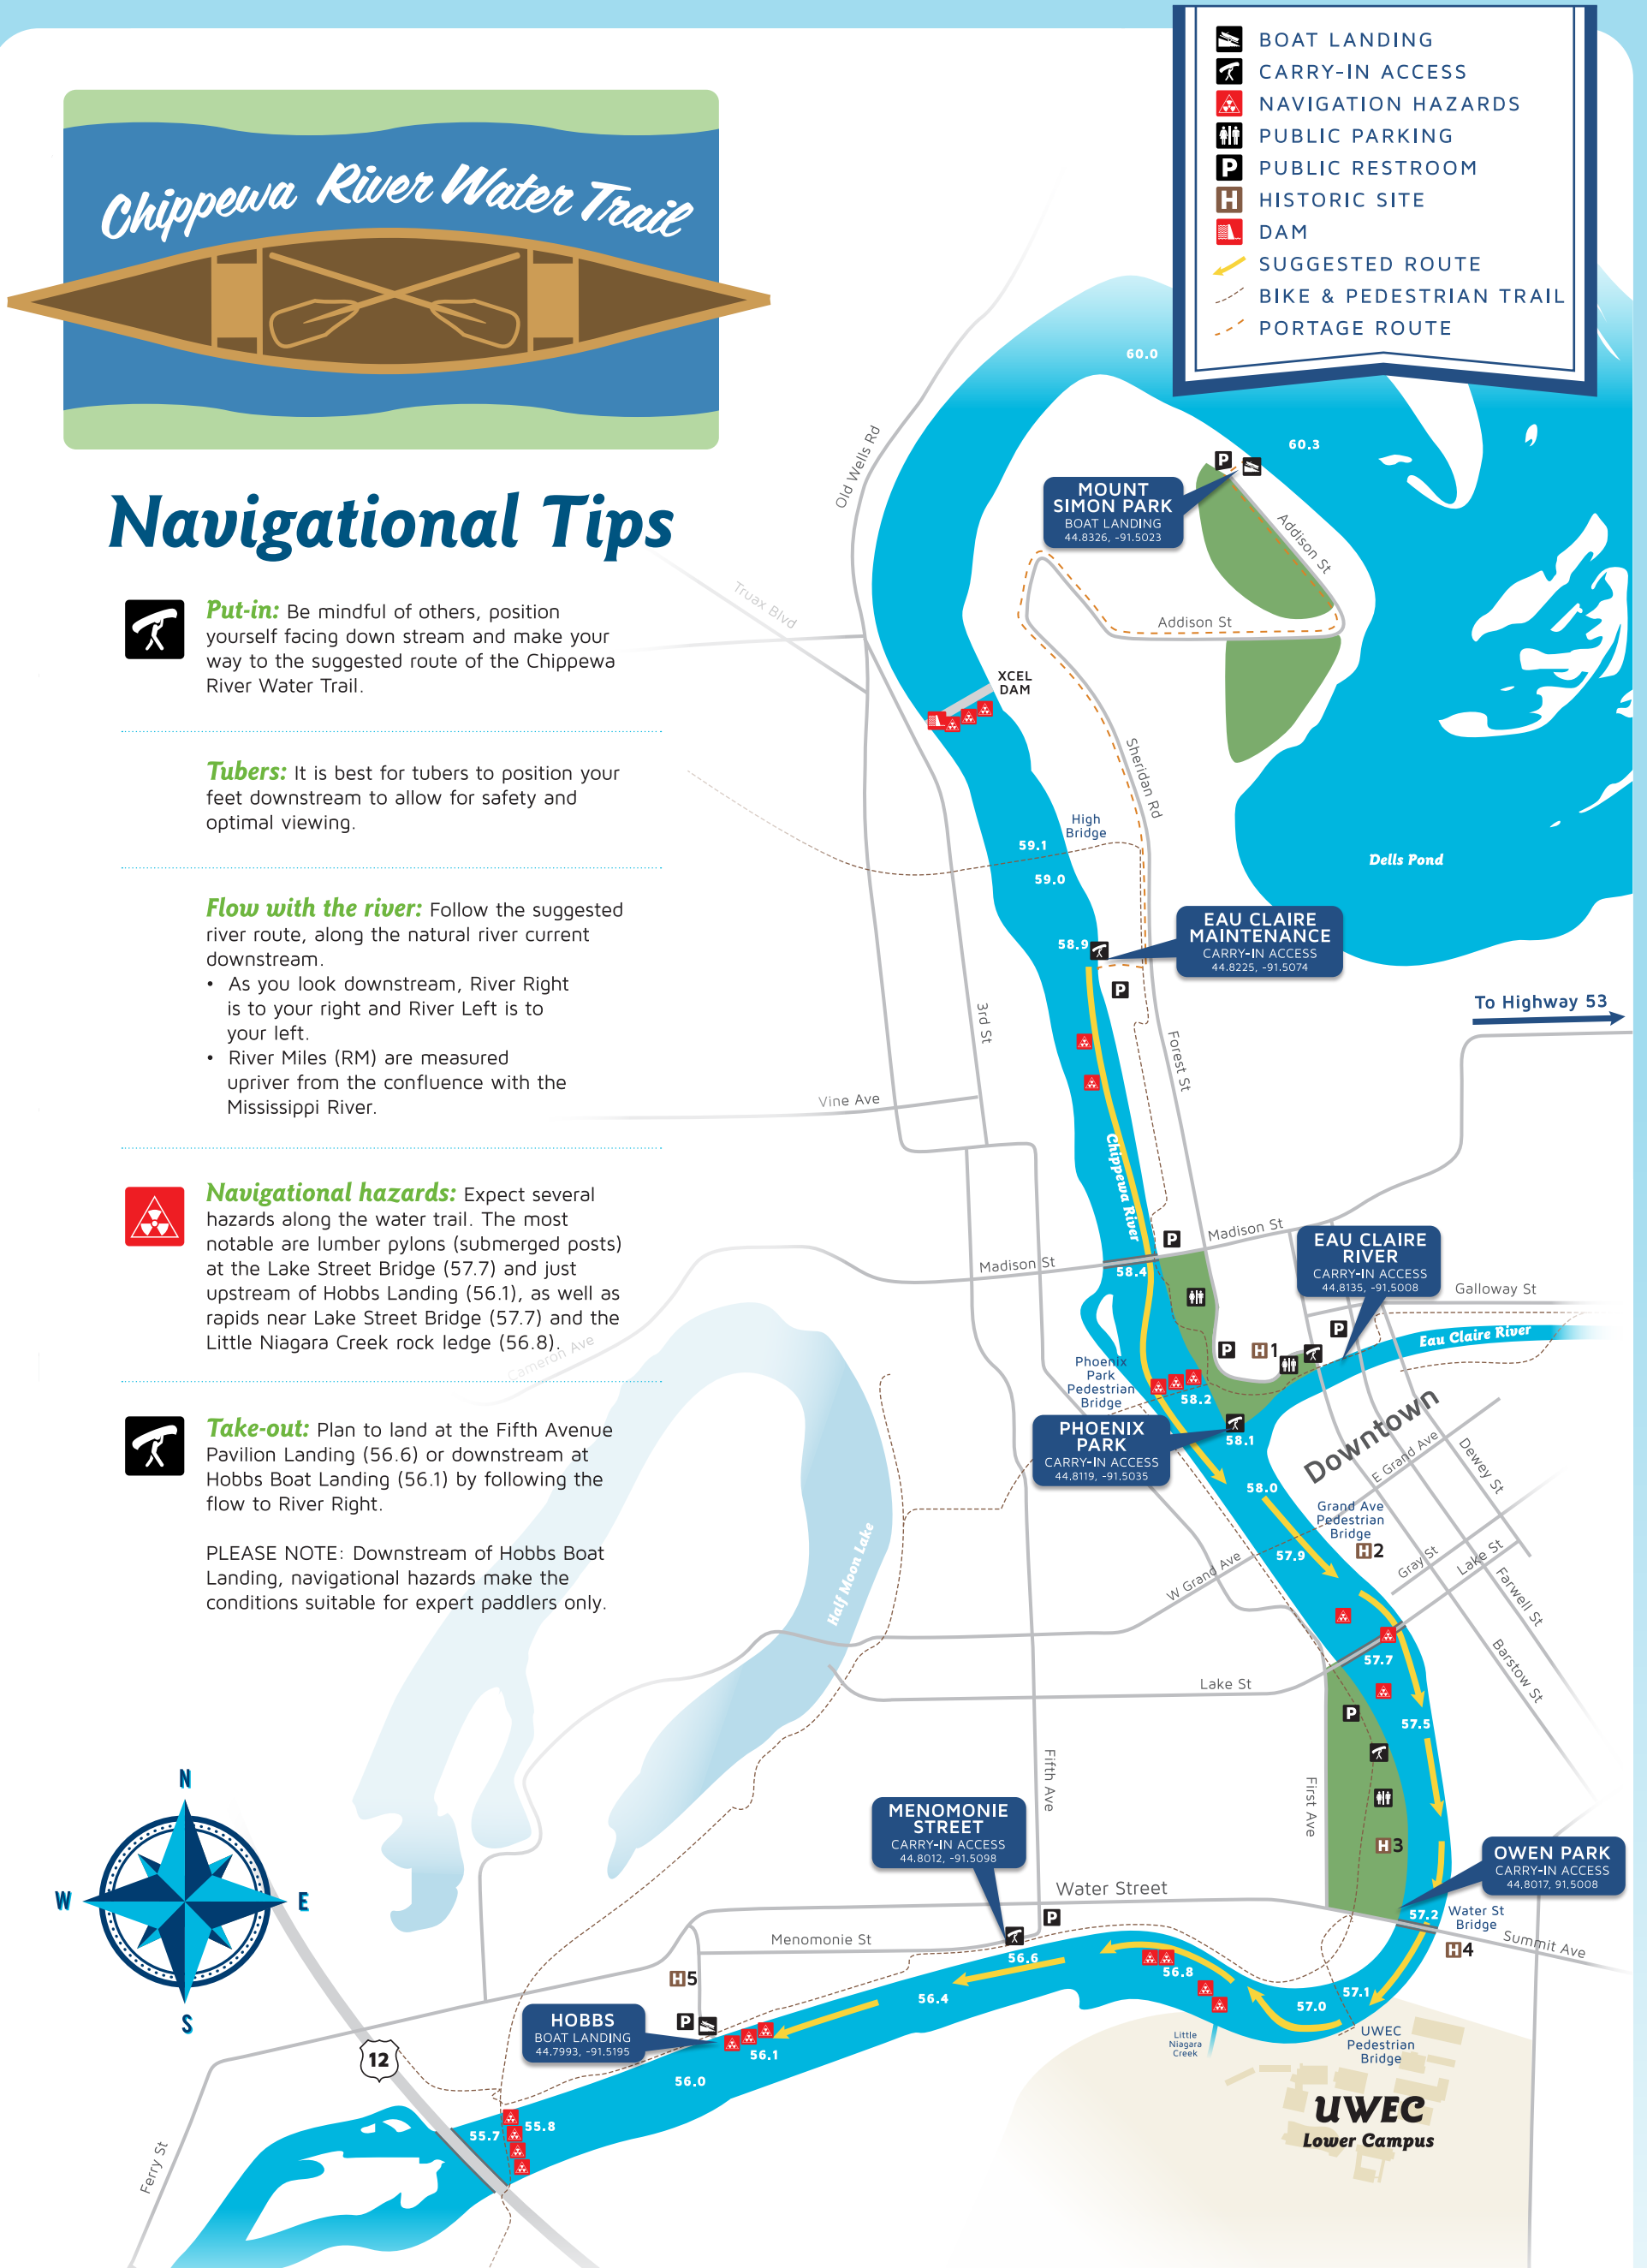 Chippewa River Water Trail
Navigational Tips
Put-in: Be mindful of others, position
yourself facing down stream and make your
way to the suggested route of the Chippewa
River Water Trail.
Tubers: It is best for tubers to position your
feet downstream to allow for safety and
optimal viewing.
Flow with the river: Follow the suggested
river route, along the natural river current
downstream.
• As you look downstream, River Right
is to your right and River Left is to
your left.
• River Miles (RM) are measured
upriver from the confluence with the
Mississippi River.
Navigational hazards: Expect several
hazards along the water trail. The most
notable are lumber pylons (submerged posts)
at the Lake Street Bridge (57.7) and just
upstream of Hobbs Landing (56.1), as well as
rapids near Lake Street Bridge (57.7) and the
Little Niagara Creek rock ledge (56.8).
Take-out: Plan to land at the Fifth Avenue
Pavilion Landing (56.6) or downstream at
Hobbs Boat Landing (56.1) by following the
flow to River Right.
PLEASE NOTE: Downstream of Hobbs Boat
Landing, navigational hazards make the
conditions suitable for expert paddlers only.
BOAT LANDING
CARRY-IN ACCESS
NAVIGATION HAZARDS
PUBLIC PARKING
P PUBLIC RESTROOM
H HISTORIC SITE
DAM
SUGGESTED ROUTE
BIKE & PEDESTRIAN TRAIL
PORTAGE ROUTE
60.0
60.3
Old Wells Rd
P
MOUNT
SIMON PARK
BOAT LANDING
44.8326, -91.5023
Addison St
Addison St
Truax Blvd
XCEL
DAM
Sheridan Rd
High
Bridge
59.1
59.0
Dells Pond
58.9
EAU CLAIRE
MAINTENANCE
CARRY-IN ACCESS
44.8225, -91.5074
P
To Highway 53
3rd St
Forest St
Vine Ave
Chippewa River
P
Madison St
Madison St
58.4
EAU CLAIRE
RIVER
CARRY-IN ACCESS
44.8135, -91.5008
Galloway St
P
Eau Claire River
P
H1
Cameron Ave
Phoenix
Park
Pedestrian
Bridge
58.2
58.1
PHOENIX
PARK
CARRY-IN ACCESS
44.8119, -91.5035
Downtown
E Grand Ave
Dewey St
58.0
Grand Ave
Pedestrian
Bridge
H2
57.9
W Grand Ave
Gray St
Lake St
Farwell St
Barstow St
Half Moon Lake
57.7
Lake St
P
57.5
Fifth Ave
First Ave
H3
MENOMONIE
STREET
CARRY-IN ACCESS
44.8012, -91.5098
OWEN PARK
CARRY-IN ACCESS
44,8017, 91,5008
Water Street
P
57.2
Water St
Bridge
Summit Ave
H4
Menomonie St
56.6
56.8
57.1
57.0
56.4
H5
Little
Niagara
Creek
UWEC
Pedestrian
Bridge
HOBBS
BOAT LANDING
44.7993, -91.5195
P
56.1
56.0
UWEC
Lower Campus
12
55.8
55.7
Ferry St
N
W
E
S